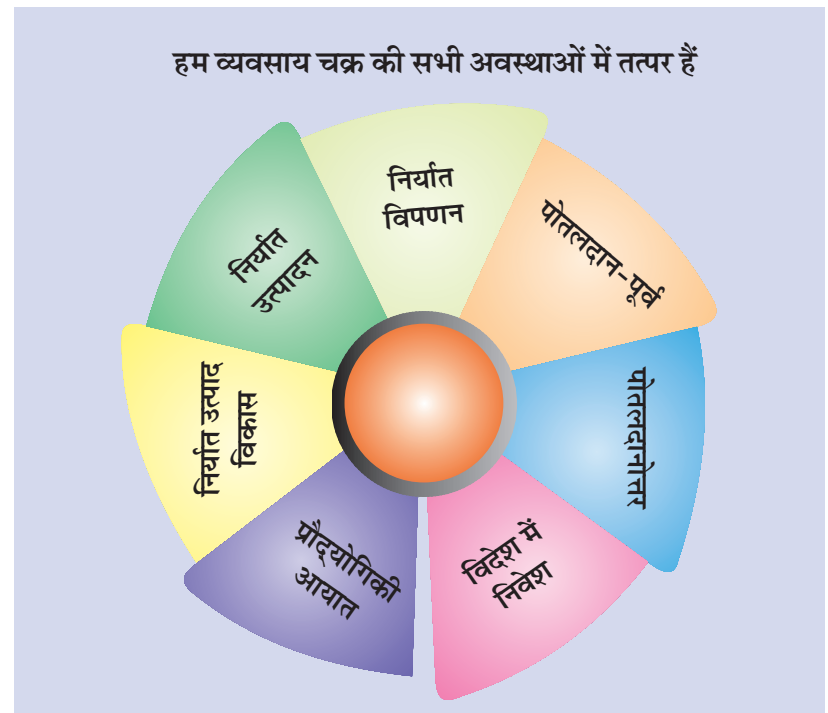 हम व्यवसाय चक्र की सभी अवस्थाओं में तत्पर हैं
निर्यात
विपणन
पोतलदान-पूर्व
पोतलदानोत्तर
विदेश में
निवेश
प्रौद्योगिकी
आयात
निर्यात उत्पाद
विकास
निर्यात
उत्पादन